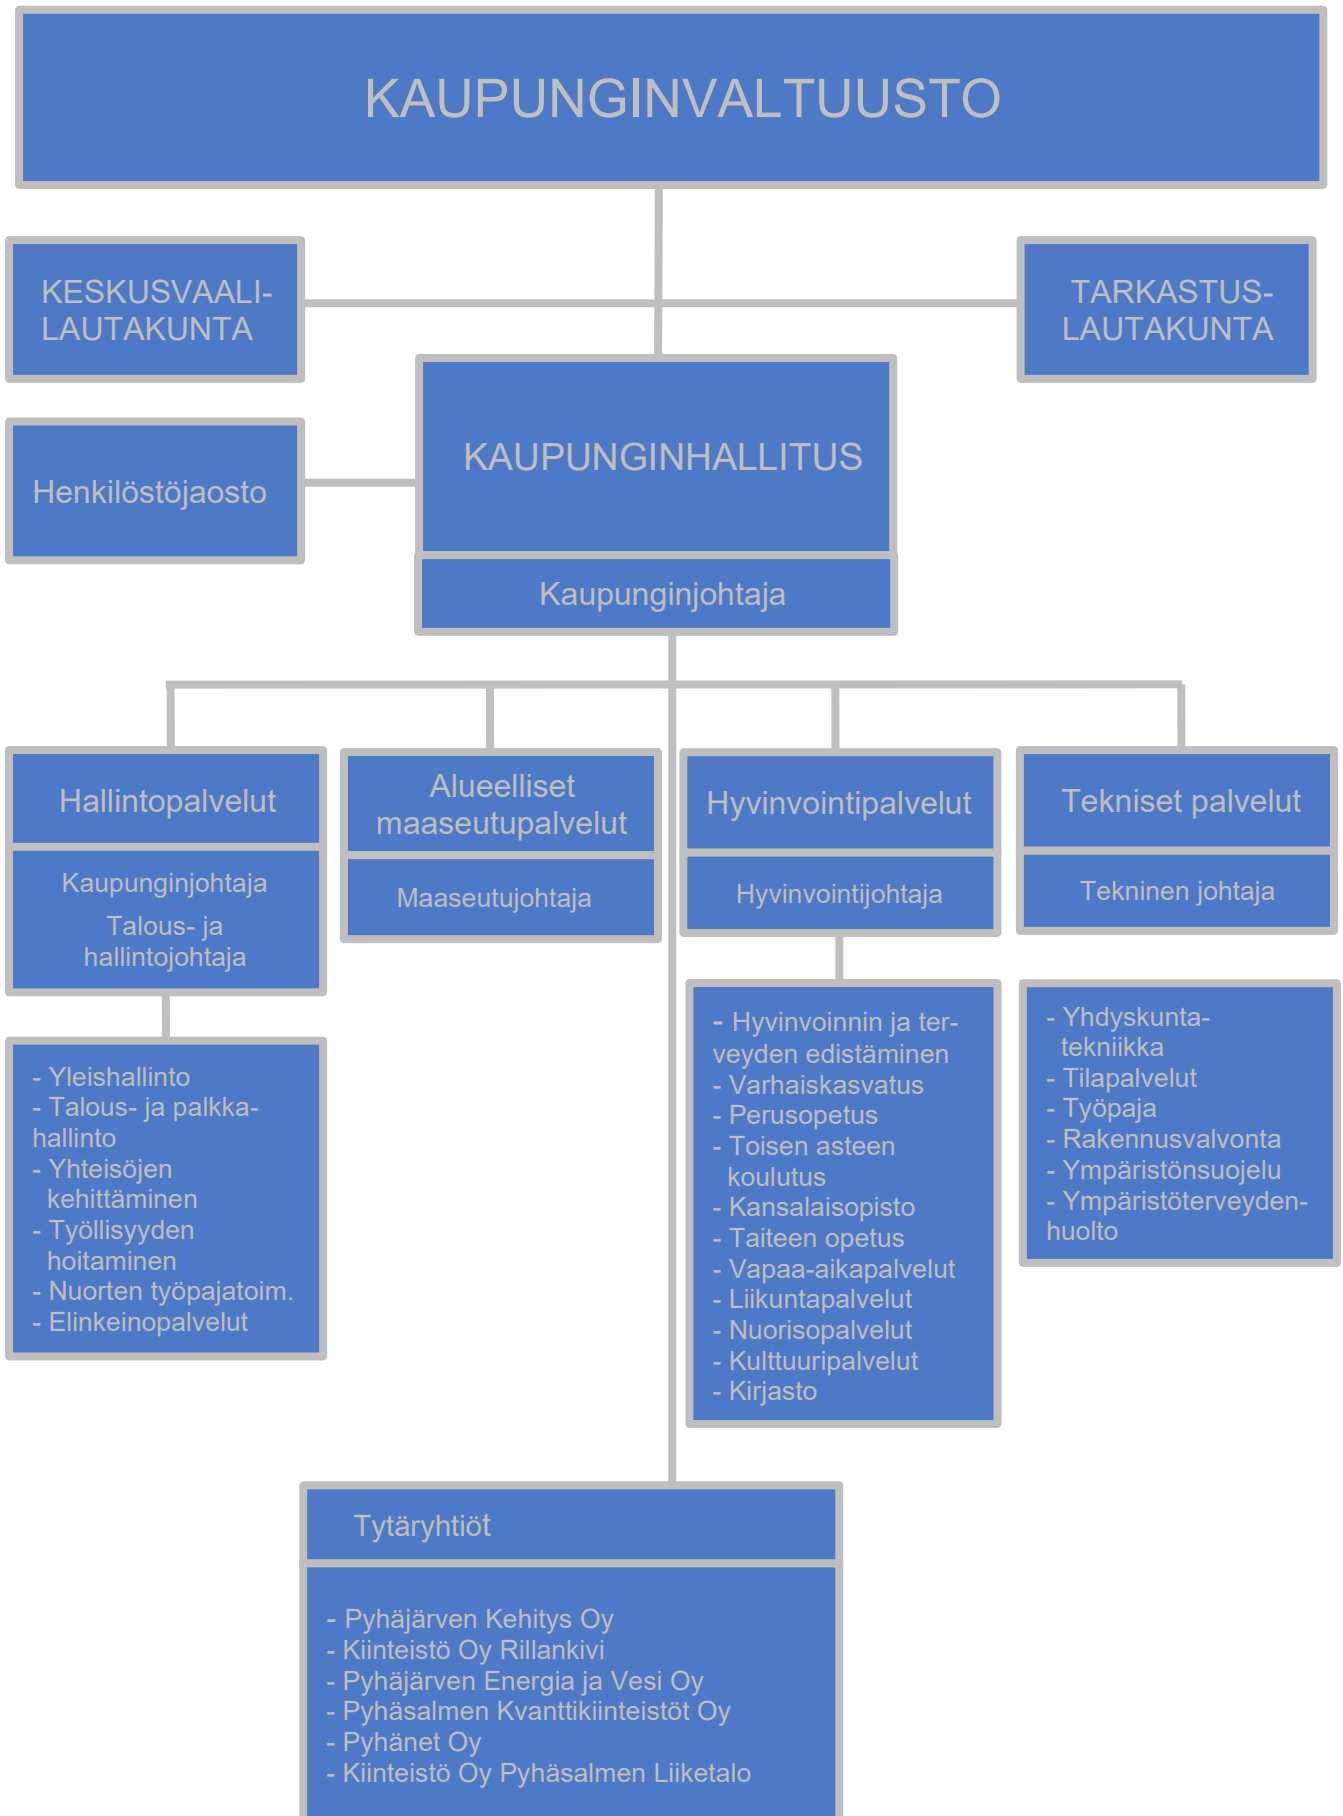 KAUPUNGINVALTUUSTO
KESKUSVAALI-
LAUTAKUNTA
TARKASTUS-
LAUTAKUNTA
KAUPUNGINHALLITUS
Henkilöstöjaosto
Kaupunginjohtaja
Hallintopalvelut
Kaupunginjohtaja
Talous- ja
hallintojohtaja
- Yleishallinto
- Talous- ja palkka-
hallinto
- Yhteisöjen
kehittäminen
- Työllisyyden
hoitaminen
- Nuorten työpajatoim.
- Elinkeinopalvelut
Alueelliset
maaseutupalvelut
Maaseutujohtaja
Hyvinvointipalvelut
Hyvinvointijohtaja
- Hyvinvoinnin ja ter-
veyden edistäminen
- Varhaiskasvatus
- Perusopetus
- Toisen asteen
koulutus
- Kansalaisopisto
- Taiteen opetus
- Vapaa-aikapalvelut
- Liikuntapalvelut
- Nuorisopalvelut
- Kulttuuripalvelut
- Kirjasto
Tekniset palvelut
Tekninen johtaja
- Yhdyskunta-
tekniikka
- Tilapalvelut
- Työpaja
- Rakennusvalvonta
- Ympäristönsuojelu
- Ympäristöterveyden-
huolto
Tytäryhtiöt
- Pyhäjärven Kehitys Oy
- Kiinteistö Oy Rillankivi
- Pyhäjärven Energia ja Vesi Oy
- Pyhäsalmen Kvanttikiinteistöt Oy
- Pyhänet Oy
- Kiinteistö Oy Pyhäsalmen Liiketalo